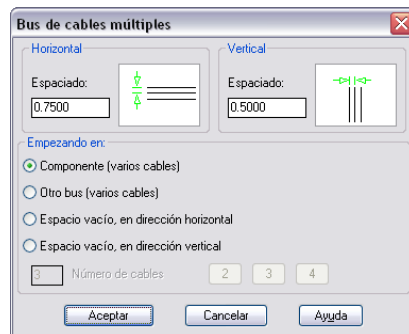 Bus de cables múltiples
Horizontal
Espaciado:
0.7500
Vertical
Espaciado:
0.5000
Empezando en:
Componente (varios cables)
Otro bus (varios cables)
Espacio vacío, en dirección horizontal
Espacio vacío, en dirección vertical
3 Número de cables 2 3 4
Aceptar Cancelar Ayuda